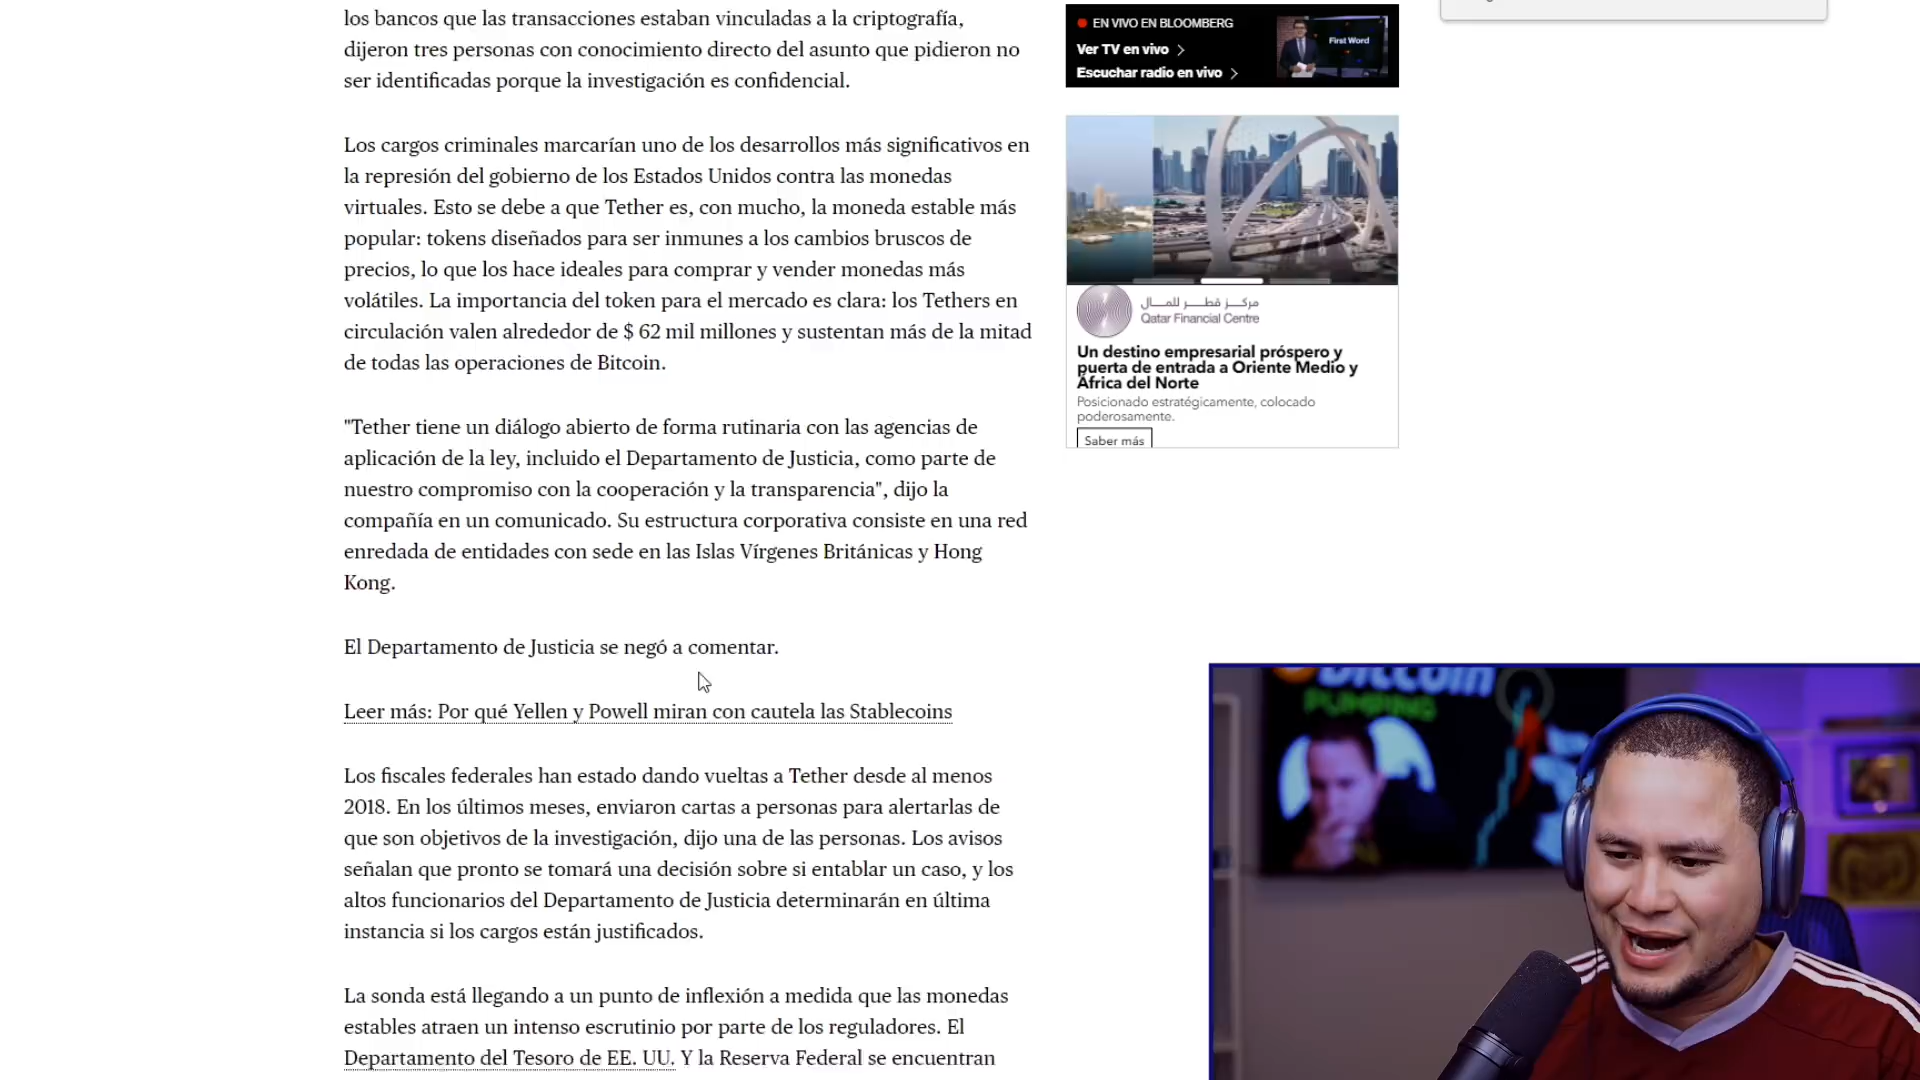 los bancos que las transacciones estaban vinculadas a la criptografía,
dijeron tres personas con conocimiento directo del asunto que pidieron no
ser identificadas porque la investigación es confidencial.
Los cargos criminales marcarían uno de los desarrollos más significativos en
la represión del gobierno de los Estados Unidos contra las monedas
virtuales. Esto se debe a que Tether es, con mucho, la moneda estable más
popular: tokens diseñados para ser inmunes a los cambios bruscos de
precios, lo que los hace ideales para comprar y vender monedas más
volátiles. La importancia del token para el mercado es clara: los Tethers en
circulación valen alrededor de $ 62 mil millones y sustentan más de la mitad
de todas las operaciones de Bitcoin.
"Tether tiene un diálogo abierto de forma rutinaria con las agencias de
aplicación de la ley, incluido el Departamento de Justicia, como parte de
nuestro compromiso con la cooperación y la transparencia", dijo la
compañía en un comunicado. Su estructura corporativa consiste en una red
enredada de entidades con sede en las Islas Vírgenes Británicas y Hong
Kong.
El Departamento de Justicia se negó a comentar.
Leer más: Por qué Yellen y Powell miran con cautela las Stablecoins
Los fiscales federales han estado dando vueltas a Tether desde al menos
2018. En los últimos meses, enviaron cartas a personas para alertarlas de
que son objetivos de la investigación, dijo una de las personas. Los avisos
señalan que pronto se tomará una decisión sobre si entablar un caso, y los
altos funcionarios del Departamento de Justicia determinarán en última
instancia si los cargos están justificados.
La sonda está llegando a un punto de inflexión a medida que las monedas
estables atraen un intenso escrutinio por parte de los reguladores. El
Departamento del Tesoro de EE. UU. Y la Reserva Federal se encuentran
EN VIVO EN BLOOMBERG
Ver TV en vivo
Escuchar radio en vivo
First Word
مركز قطر للمال
Qatar Financial Centre
Un destino empresarial próspero y
puerta de entrada a Oriente Medio y
África del Norte
Posicionado estratégicamente, colocado
poderosamente.
Saber más
Bitcoin
PUMPING